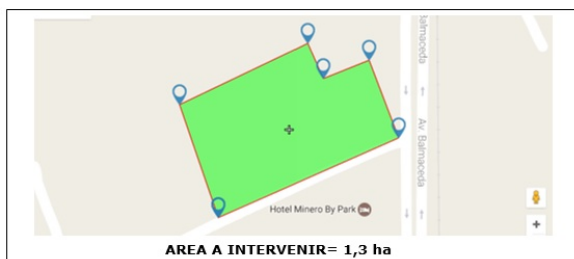 Balmaceda
Av. Balmaceda
Hotel Minero By Park
AREA A INTERVENIR= 1,3 ha